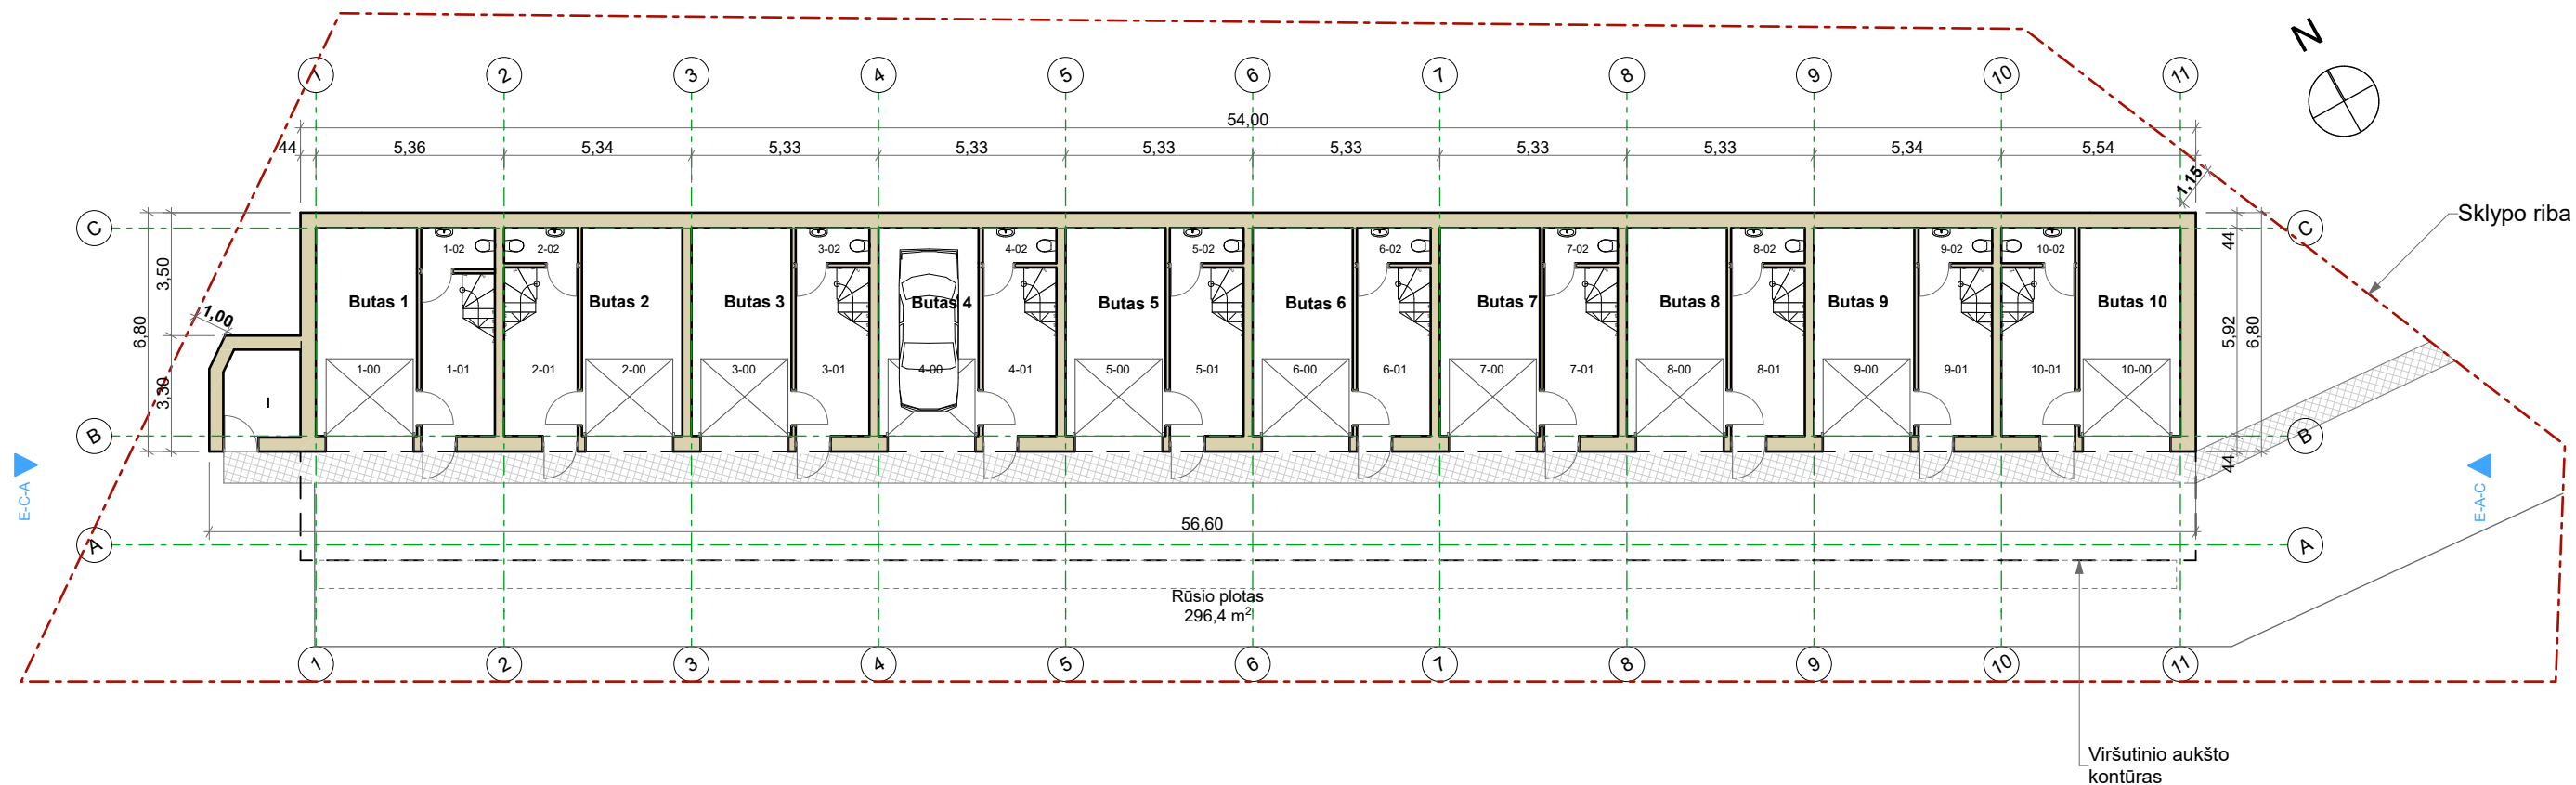 N
1 2 3 4 5 6 7 8 9 10 11
54,00
44 5,36 5,34 5,33 5,33 5,33 5,33 5,33 5,33 5,34 5,54
1,15
Sklypo riba
C C
1-02 2-02 3-02 4-02 5-02 6-02 7-02 8-02 9-02 10-02
44
3,50
6,80
1,00
Butas 1 Butas 2 Butas 3 Butas 4 Butas 5 Butas 6 Butas 7 Butas 8 Butas 9 Butas 10
5,92
6,80
3,30
1-00 1-01 2-01 2-00 3-00 3-01 4-00 4-01 5-00 5-01 6-00 6-01 7-00 7-01 8-00 8-01 9-00 9-01 10-01 10-00
I
B B
44
E-C-A E-A-C
56,60
A A
Rūsio plotas
296,4 m²
1 2 3 4 5 6 7 8 9 10 11
Viršutinio aukšto
kontūras